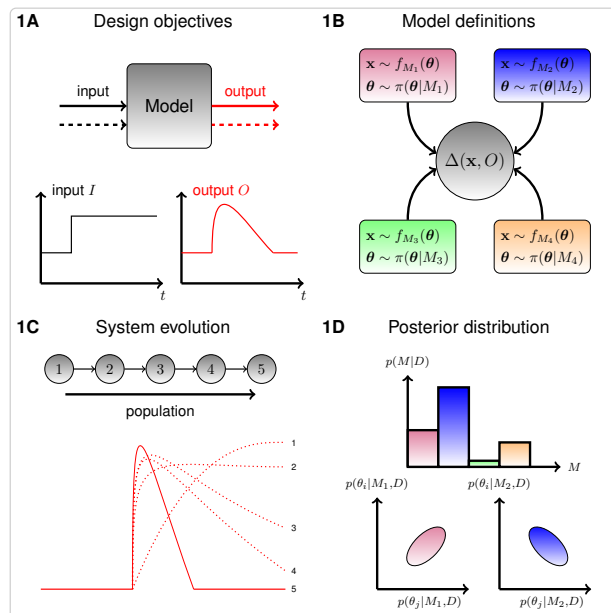 1A Design objectives
input
Model
output
input I
output O
t
t
1B Model definitions
x ∼ f_{M_1}(θ)
θ ∼ π(θ|M_1)
x ∼ f_{M_2}(θ)
θ ∼ π(θ|M_2)
Δ(x, O)
x ∼ f_{M_3}(θ)
θ ∼ π(θ|M_3)
x ∼ f_{M_4}(θ)
θ ∼ π(θ|M_4)
1C System evolution
1 2 3 4 5
population
1
2
3
4
5
1D Posterior distribution
p(M|D)
M
p(θ_i|M_1,D)
p(θ_i|M_2,D)
p(θ_j|M_1,D)
p(θ_j|M_2,D)